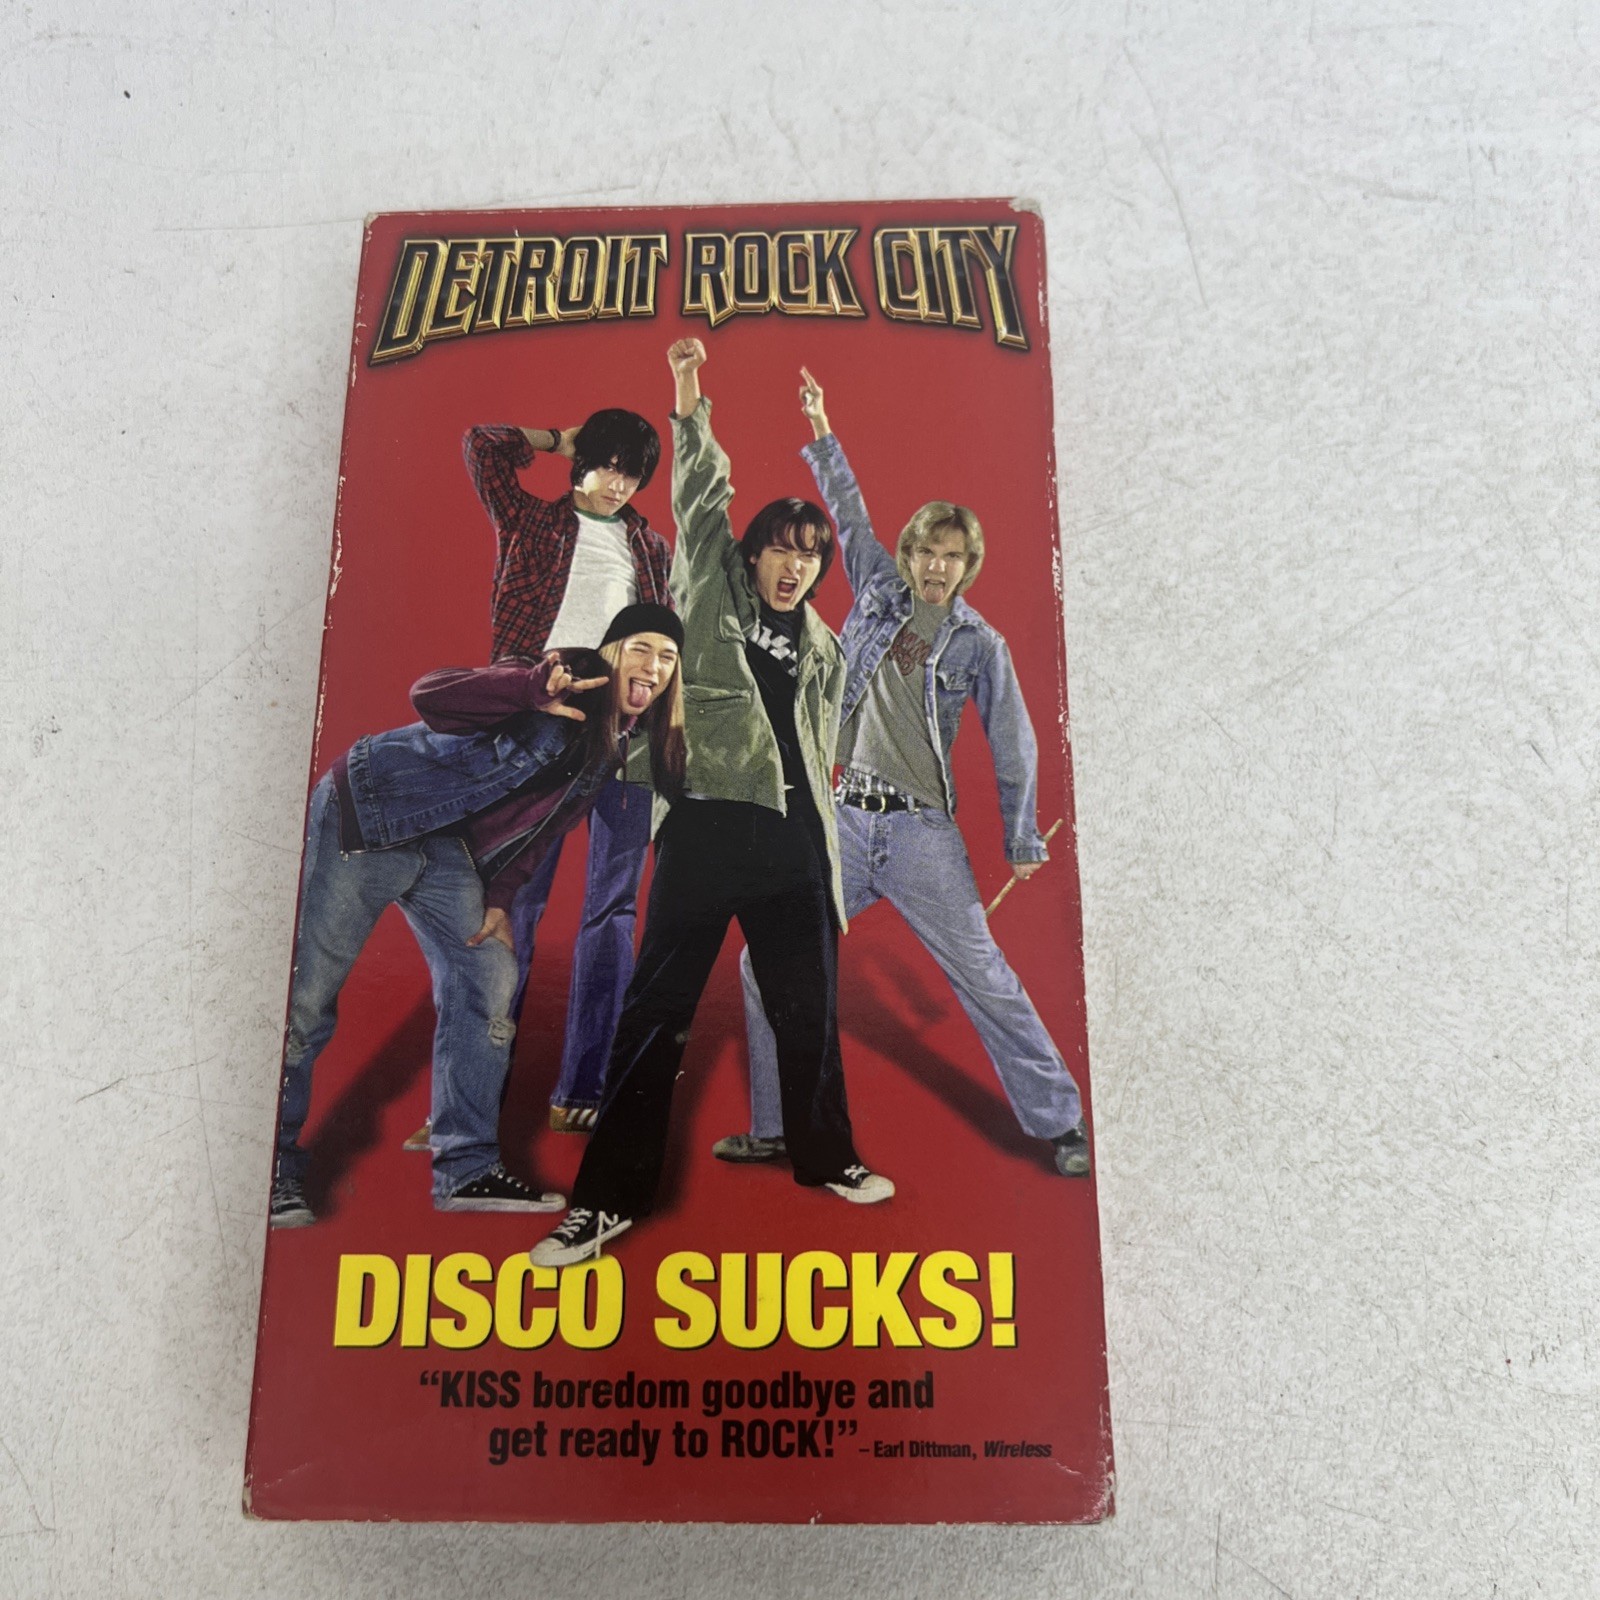 DETROIT ROCK CITY
DISCO SUCKS!
“KISS boredom goodbye and
get ready to ROCK!” – Earl Dittman, Wireless